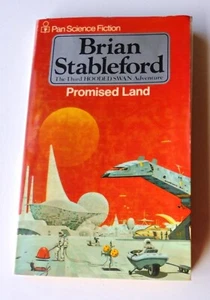 Pan Science Fiction
Brian
Stableford
The Third HOODED SWAN Adventure
Promised Land